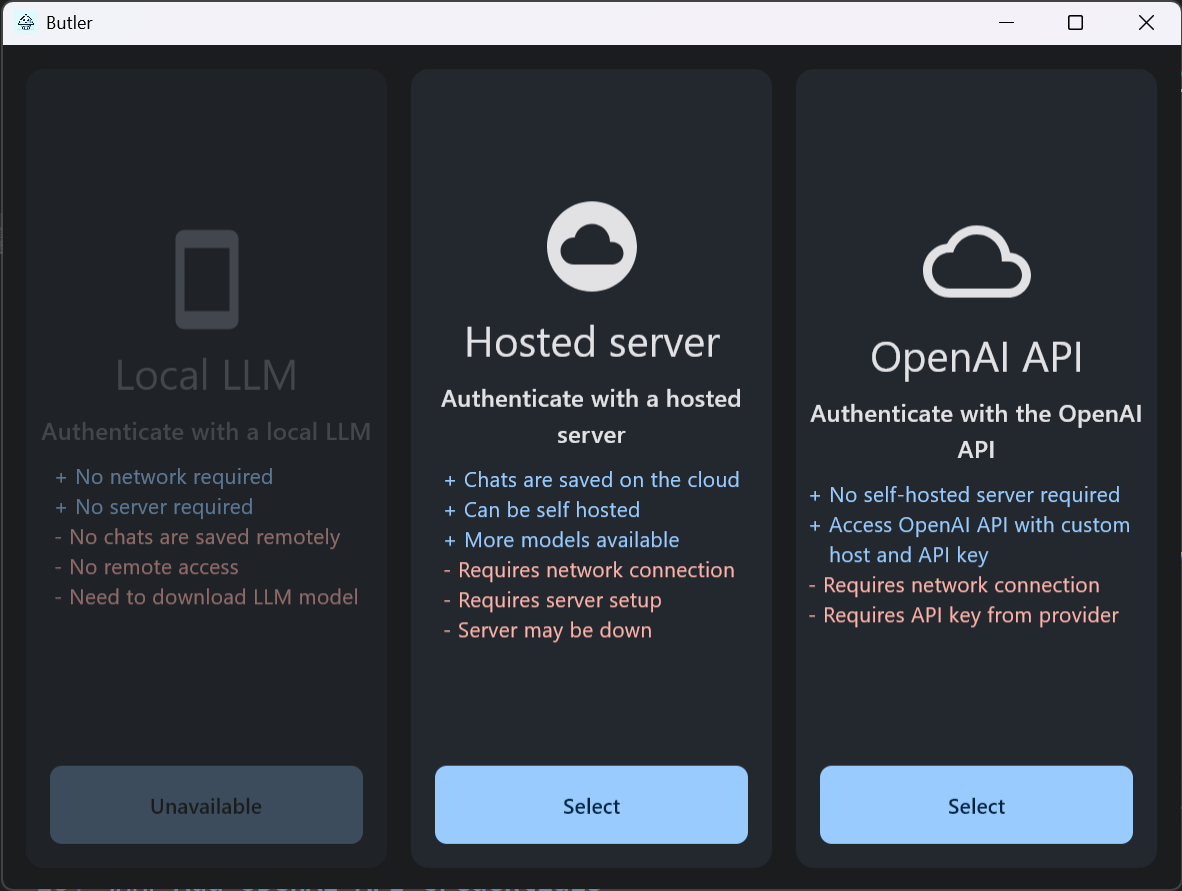 Butler
Local LLM
Authenticate with a local LLM
+ No network required
+ No server required
- No chats are saved remotely
- No remote access
- Need to download LLM model
Unavailable
Hosted server
Authenticate with a hosted
server
+ Chats are saved on the cloud
+ Can be self hosted
+ More models available
- Requires network connection
- Requires server setup
- Server may be down
Select
OpenAI API
Authenticate with the OpenAI
API
+ No self-hosted server required
+ Access OpenAI API with custom
host and API key
- Requires network connection
- Requires API key from provider
Select